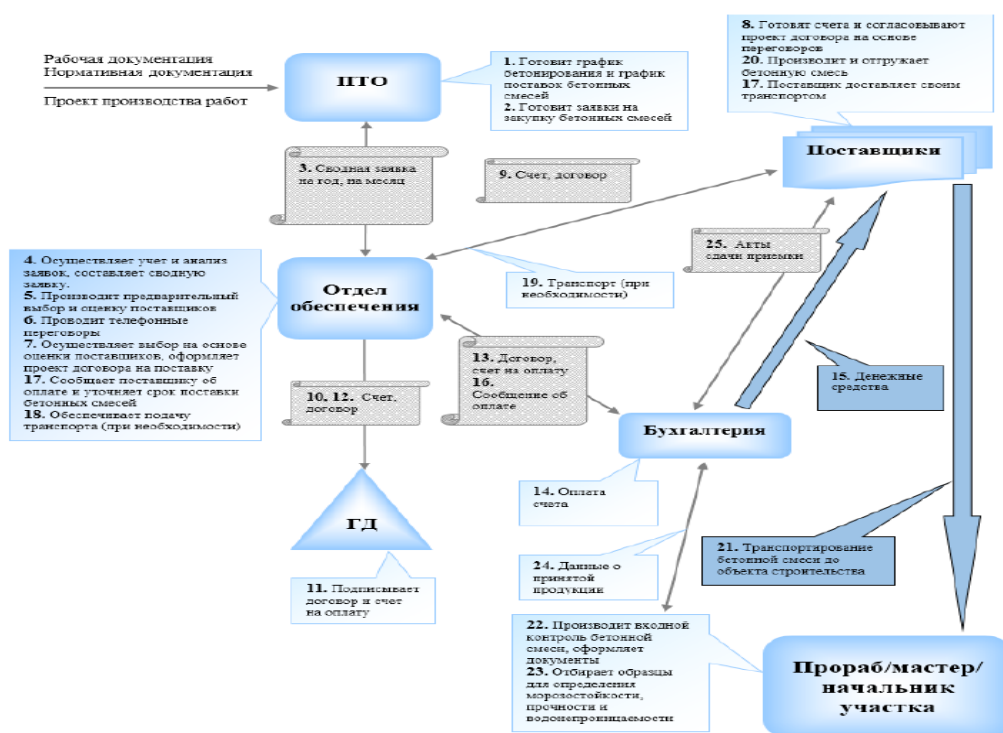 Рабочая документация
Нормативная документация
Проект производства работ
ПТО
1. Готовит график
бетонирования и график
поставок бетонных
смесей
2. Готовит заявки на
закупку бетонных смесей
8. Готовят счета и согласовывают
проект договора на основе
переговоров
20. Производит и отгружает
бетонную смесь
17. Поставщик доставляет своим
транспортом
Поставщики
3. Сводная заявка
на год, на месяц
9. Счет, договор
25. Акты
сдачи приемки
4. Осуществляет учет и анализ
заявок, составляет сводную
заявку.
5. Производит предварительный
выбор и оценку поставщиков
6. Проводит телефонные
переговоры
7. Осуществляет выбор на основе
оценки поставщиков, оформляет
проект договора на поставку
17. Сообщает поставщику об
оплате и уточняет срок поставки
бетонных смесей
18. Обеспечивает подачу
транспорта (при необходимости)
Отдел
обеспечения
19. Транспорт (при
необходимости)
13. Договор,
счет на оплату
16.
Сообщение об
оплате
10, 12. Счет,
договор
15. Денежные
средства
Бухгалтерия
14. Оплата
счета
ГД
11. Подписывает
договор и счет
на оплату
24. Данные о
принятой
продукции
21. Транспортирование
бетонной смеси до
объекта строительства
22. Производит входной
контроль бетонной
смеси, оформляет
документы
23. Отбирает образцы
для определения
морозостойкости,
прочности и
водонепроницаемости
Прораб/мастер/
начальник
участка